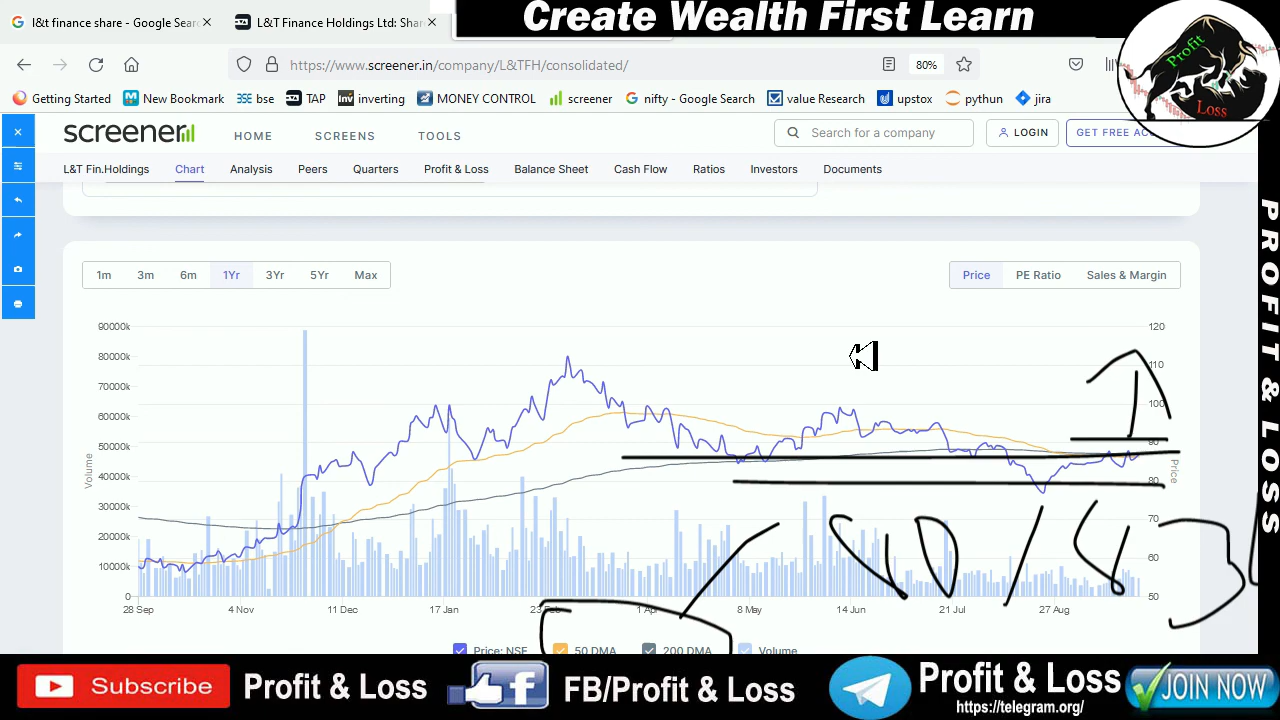 l&t finance share - Google Sear
L&T Finance Holdings Ltd: Shar
Create Wealth First Learn
https://www.screener.in/company/L&TFH/consolidated/
80%
Getting Started
New Bookmark
bse
TAP
inverting
MONEY CONTROL
screener
nifty - Google Search
value Research
upstox
pythun
jira
Profit
Loss
screener
HOME
SCREENS
TOOLS
Search for a company
LOGIN
GET FREE ACC
L&T Fin.Holdings
Chart
Analysis
Peers
Quarters
Profit & Loss
Balance Sheet
Cash Flow
Ratios
Investors
Documents
1m
3m
6m
1Yr
3Yr
5Yr
Max
Price
PE Ratio
Sales & Margin
90000k
80000k
70000k
60000k
50000k
40000k
30000k
20000k
10000k
0
Volume
120
110
100
90
80
70
60
50
Price
28 Sep
4 Nov
11 Dec
17 Jan
23 Feb
1 Apr
8 May
14 Jun
21 Jul
27 Aug
Price: NSE
50 DMA
200 DMA
Volume
PROFIT & LOSS
Subscribe
Profit & Loss
f
FB/Profit & Loss
Profit & Loss
https://telegram.org/
JOIN NOW